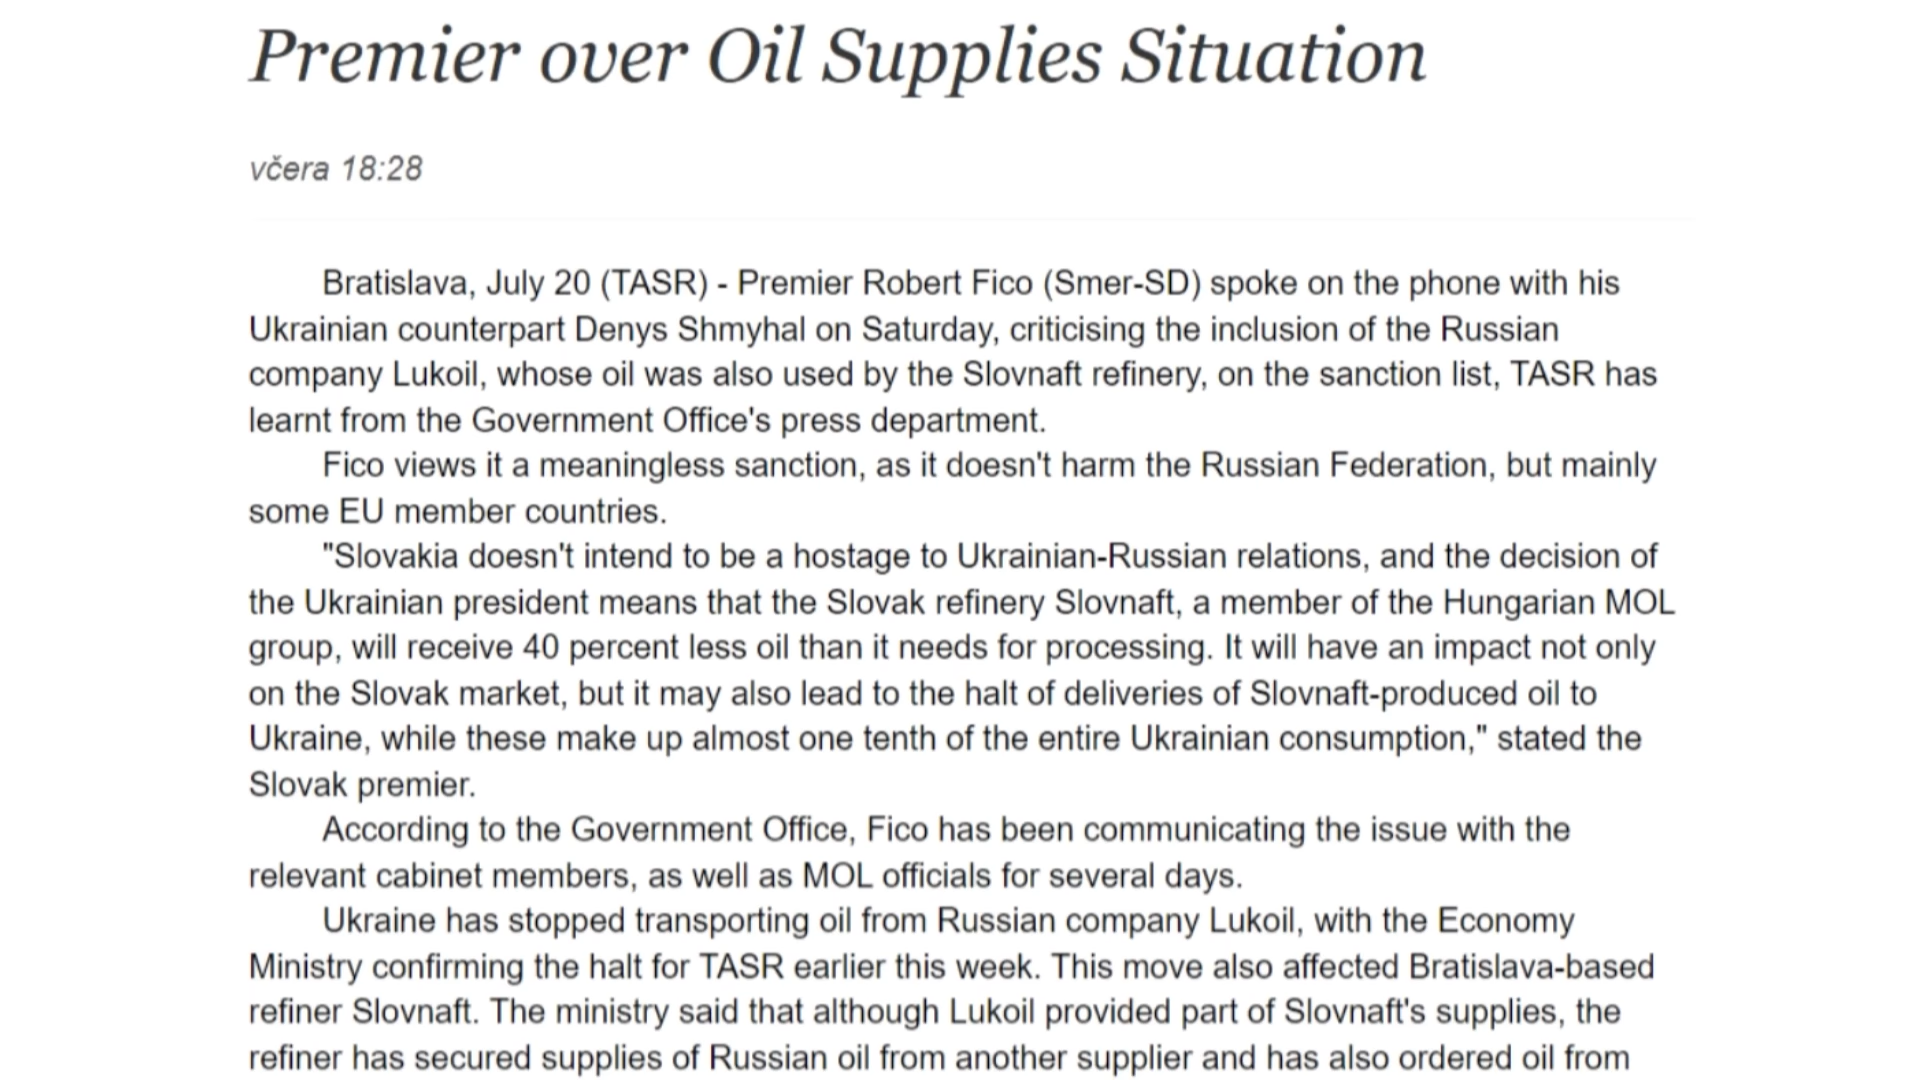 Premier over Oil Supplies Situation
včera 18:28
Bratislava, July 20 (TASR) - Premier Robert Fico (Smer-SD) spoke on the phone with his
Ukrainian counterpart Denys Shmyhal on Saturday, criticising the inclusion of the Russian
company Lukoil, whose oil was also used by the Slovnaft refinery, on the sanction list, TASR has
learnt from the Government Office's press department.
Fico views it a meaningless sanction, as it doesn't harm the Russian Federation, but mainly
some EU member countries.
"Slovakia doesn't intend to be a hostage to Ukrainian-Russian relations, and the decision of
the Ukrainian president means that the Slovak refinery Slovnaft, a member of the Hungarian MOL
group, will receive 40 percent less oil than it needs for processing. It will have an impact not only
on the Slovak market, but it may also lead to the halt of deliveries of Slovnaft-produced oil to
Ukraine, while these make up almost one tenth of the entire Ukrainian consumption," stated the
Slovak premier.
According to the Government Office, Fico has been communicating the issue with the
relevant cabinet members, as well as MOL officials for several days.
Ukraine has stopped transporting oil from Russian company Lukoil, with the Economy
Ministry confirming the halt for TASR earlier this week. This move also affected Bratislava-based
refiner Slovnaft. The ministry said that although Lukoil provided part of Slovnaft's supplies, the
refiner has secured supplies of Russian oil from another supplier and has also ordered oil from